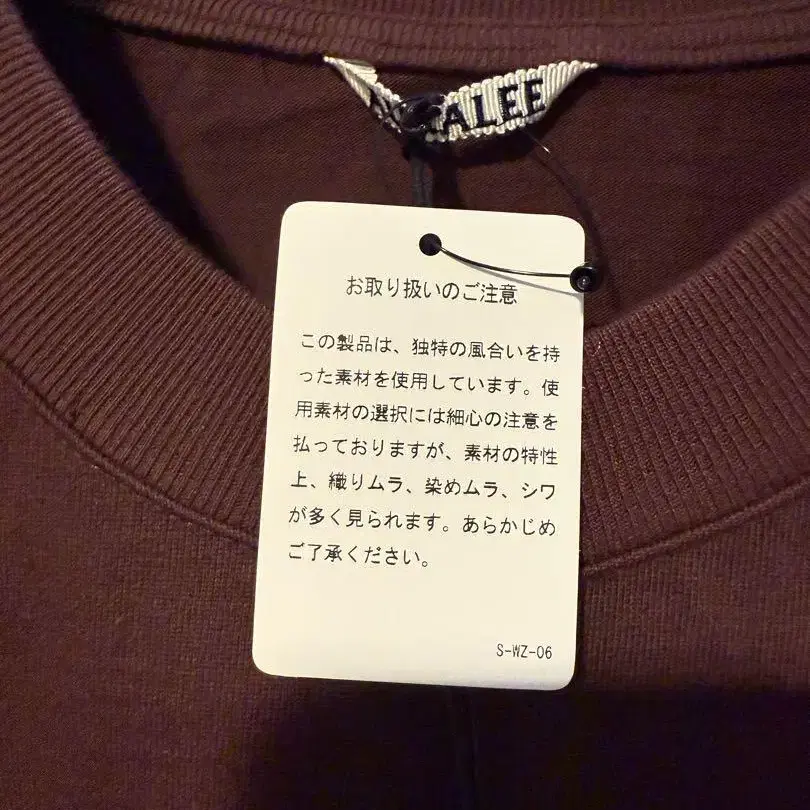 ALEE
お取り扱いのご注意
この製品は、独特の風合いを持
った素材を使用しています。使
用素材の選択には細心の注意を
払っておりますが、素材の特性
上、織りムラ、染めムラ、シワ
が多く見られます。あらかじめ
ご了承ください。
S-WZ-06